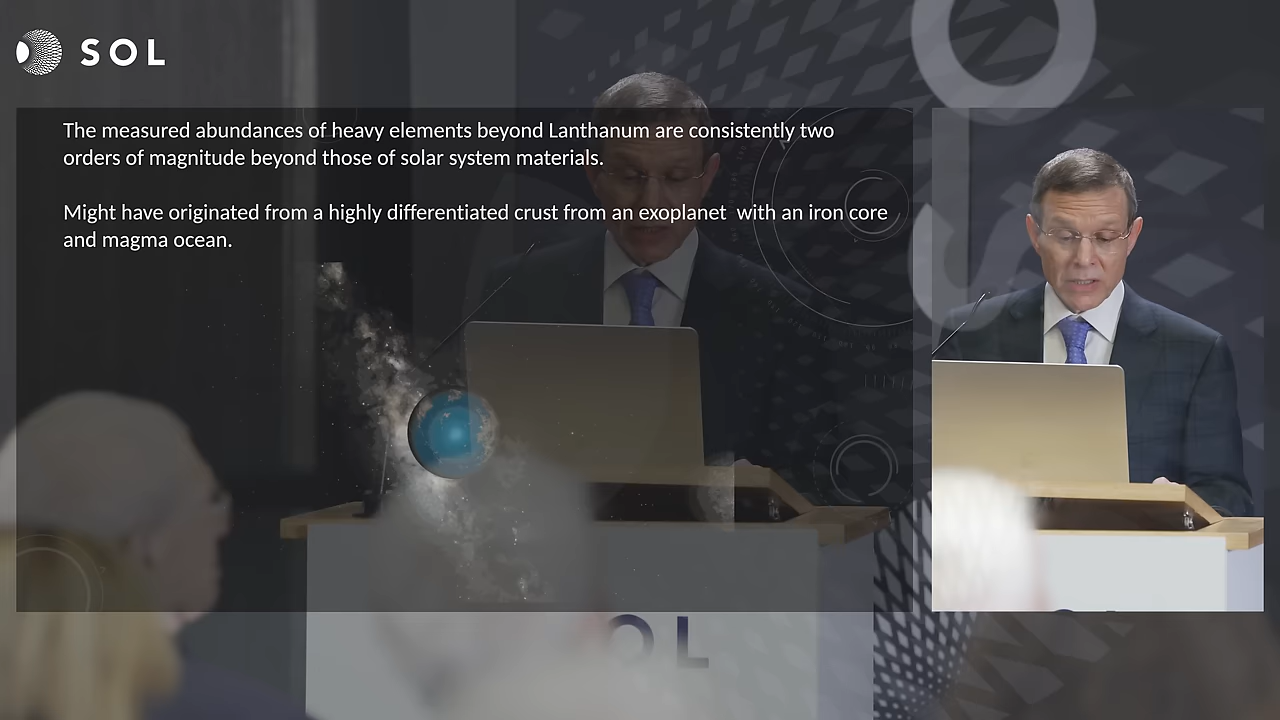 SOL
The measured abundances of heavy elements beyond Lanthanum are consistently two
orders of magnitude beyond those of solar system materials.
Might have originated from a highly differentiated crust from an exoplanet  with an iron core
and magma ocean.
OL